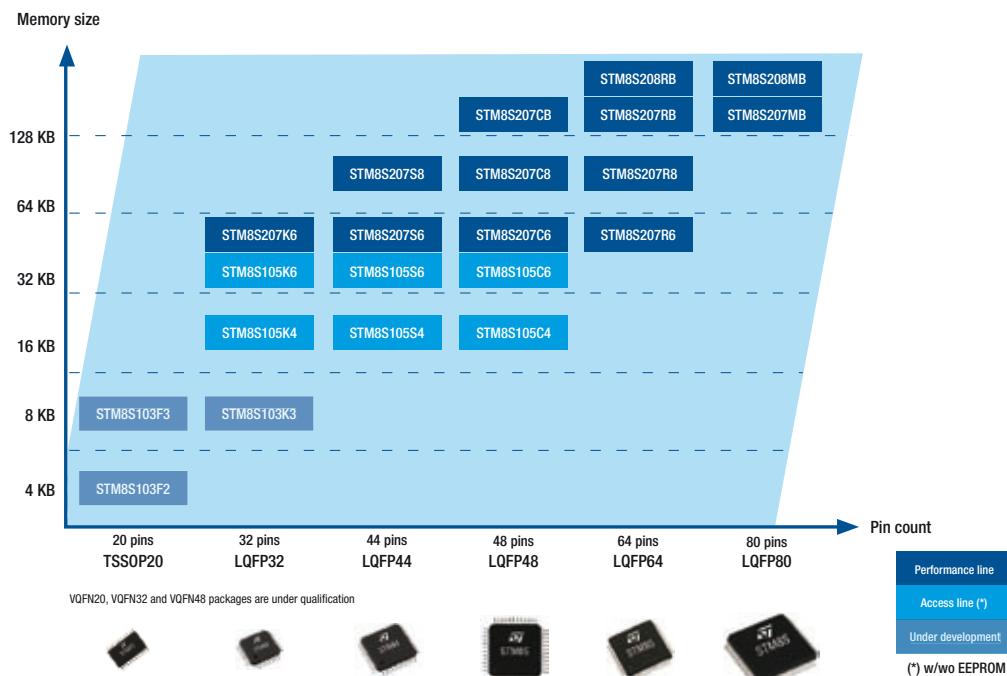 Memory size
STM8S208RB STM8S208MB
STM8S207CB STM8S207RB STM8S207MB
128 KB
STM8S207S8 STM8S207C8 STM8S207R8
64 KB
STM8S207K6 STM8S207S6 STM8S207C6 STM8S207R6
STM8S105K6 STM8S105S6 STM8S105C6
32 KB
STM8S105K4 STM8S105S4 STM8S105C4
16 KB
8 KB STM8S103F3 STM8S103K3
4 KB STM8S103F2
Pin count
20 pins 32 pins 44 pins 48 pins 64 pins 80 pins
TSSOP20 LQFP32 LQFP44 LQFP48 LQFP64 LQFP80
Performance line
Access line (*)
Under development
(*) w/wo EEPROM
VQFN20, VQFN32 and VQFN48 packages are under qualification
STM8S STM8S STM8S